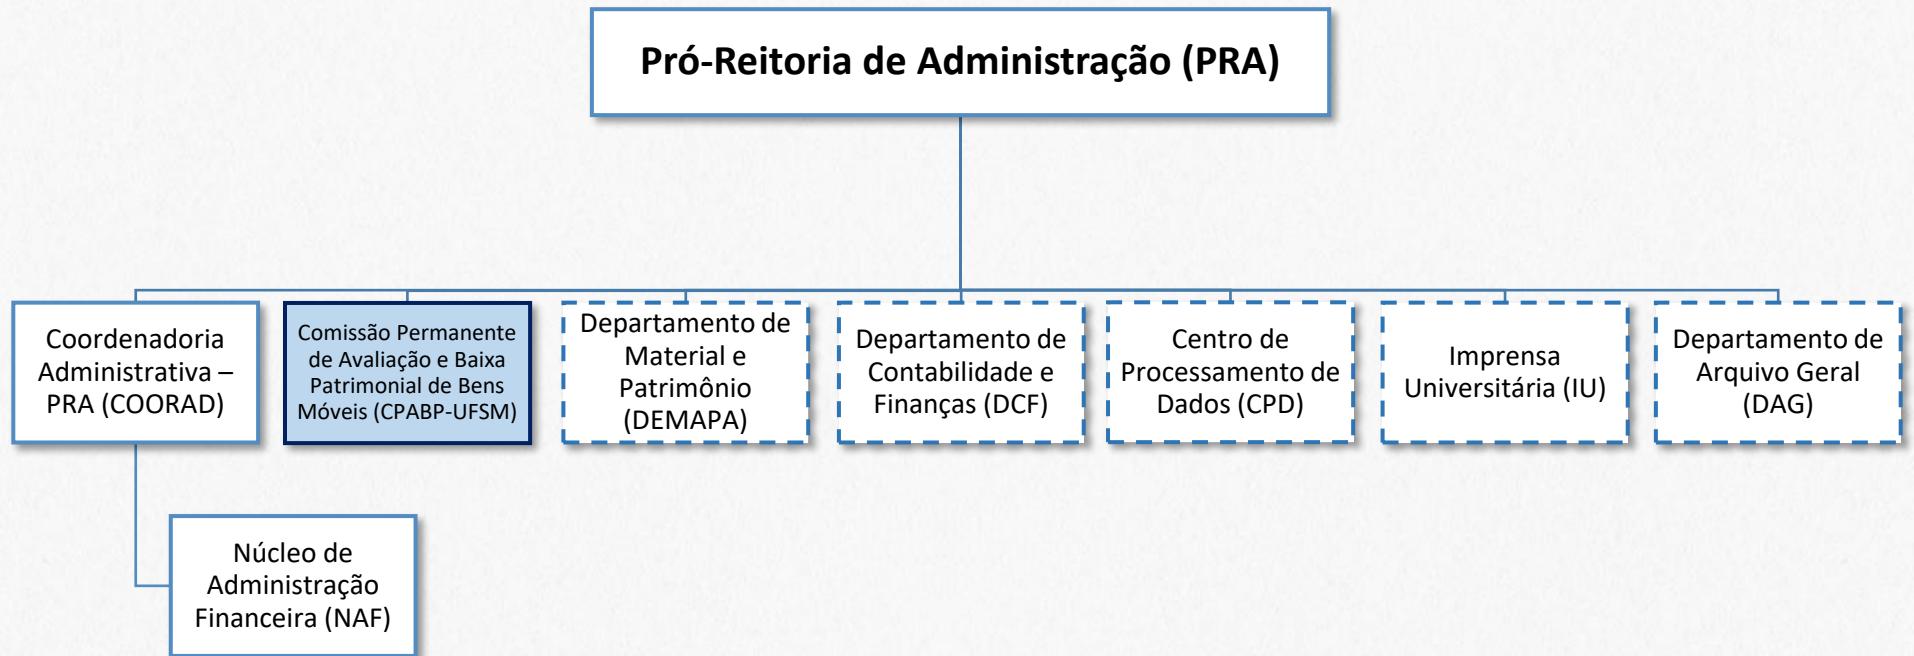 Pró-Reitoria de Administração (PRA)
Coordenadoria
Administrativa –
PRA (COORAD)
Comissão Permanente
de Avaliação e Baixa
Patrimonial de Bens
Móveis (CPABP-UFSM)
Departamento de
Material e
Patrimônio
(DEMAPA)
Departamento de
Contabilidade e
Finanças (DCF)
Centro de
Processamento de
Dados (CPD)
Imprensa
Universitária (IU)
Departamento de
Arquivo Geral
(DAG)
Núcleo de
Administração
Financeira (NAF)